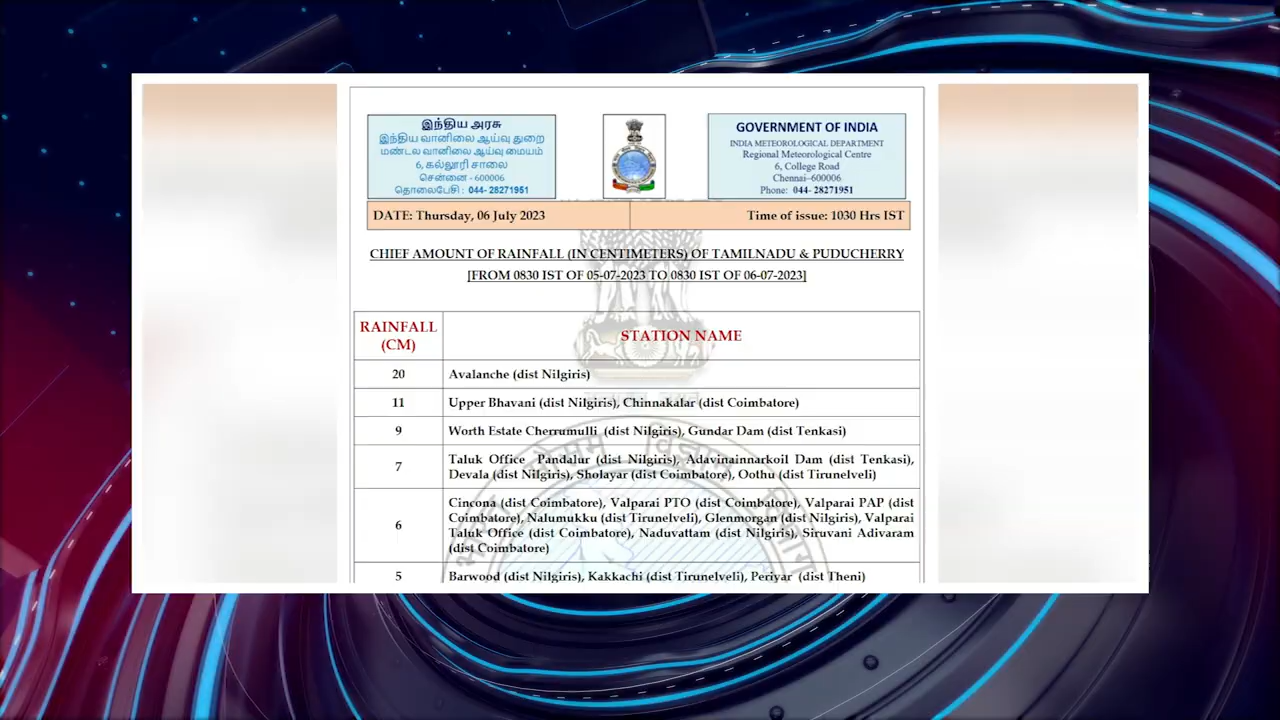 இந்திய அரசு
இந்திய வானிலை ஆய்வு துறை
மண்டல வானிலை ஆய்வு மையம்
6, கல்லூரி சாலை
சென்னை - 600006
தொலைபேசி : 044- 28271951
GOVERNMENT OF INDIA
INDIA METEOROLOGICAL DEPARTMENT
Regional Meteorological Centre
6, College Road
Chennai–600006
Phone: 044- 28271951
DATE: Thursday, 06 July 2023
Time of issue: 1030 Hrs IST
CHIEF AMOUNT OF RAINFALL (IN CENTIMETERS) OF TAMILNADU & PUDUCHERRY
[FROM 0830 IST OF 05-07-2023 TO 0830 IST OF 06-07-2023]
RAINFALL
(CM)
STATION NAME
20
Avalanche (dist Nilgiris)
11
Upper Bhavani (dist Nilgiris), Chinnakalar (dist Coimbatore)
9
Worth Estate Cherrumulli (dist Nilgiris), Gundar Dam (dist Tenkasi)
7
Taluk Office Pandalur (dist Nilgiris), Adavinainnarkoil Dam (dist Tenkasi),
Devala (dist Nilgiris), Sholayar (dist Coimbatore), Oothu (dist Tirunelveli)
6
Cincona (dist Coimbatore), Valparai PTO (dist Coimbatore), Valparai PAP (dist
Coimbatore), Nalumukku (dist Tirunelveli), Glenmorgan (dist Nilgiris), Valparai
Taluk Office (dist Coimbatore), Naduvattam (dist Nilgiris), Siruvani Adivaram
(dist Coimbatore)
5
Barwood (dist Nilgiris), Kakkachi (dist Tirunelveli), Periyar (dist Theni)